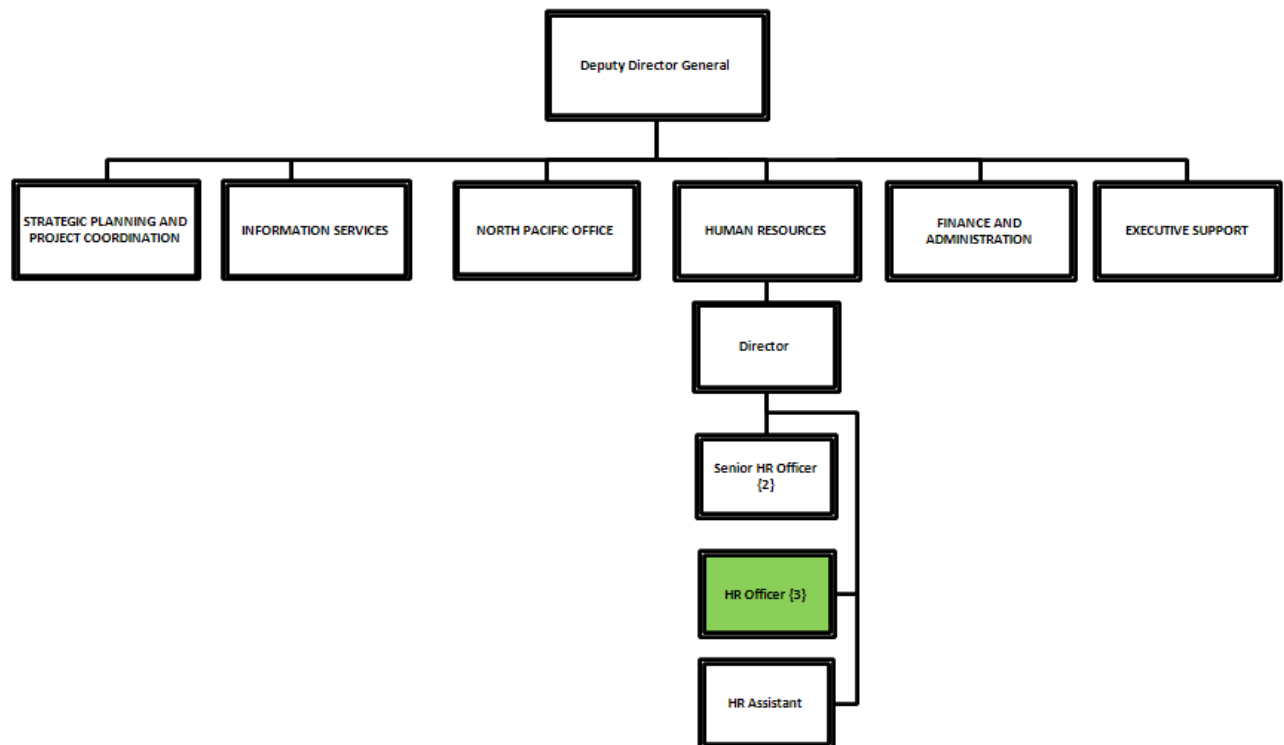 Deputy Director General
STRATEGIC PLANNING AND
PROJECT COORDINATION
INFORMATION SERVICES
NORTH PACIFIC OFFICE
HUMAN RESOURCES
FINANCE AND
ADMINISTRATION
EXECUTIVE SUPPORT
Director
Senior HR Officer
{2}
HR Officer {3}
HR Assistant